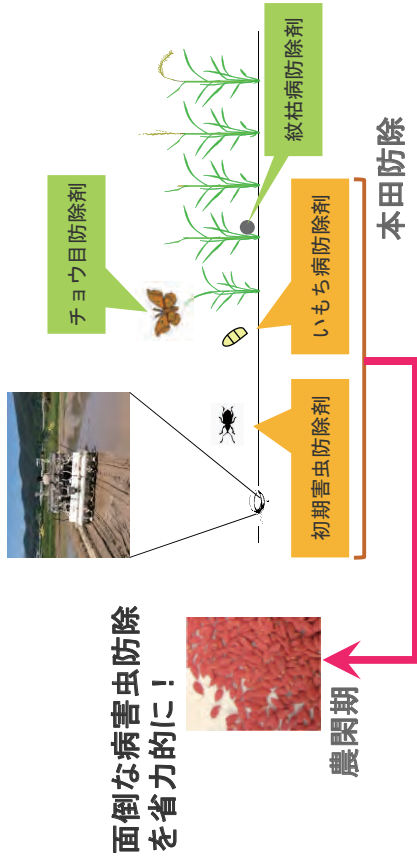 面倒な病害虫防除
を省力的に！
農閑期
初期害虫防除剤
いもち病防除剤
チョウ目防除剤
紋枯病防除剤
本田防除